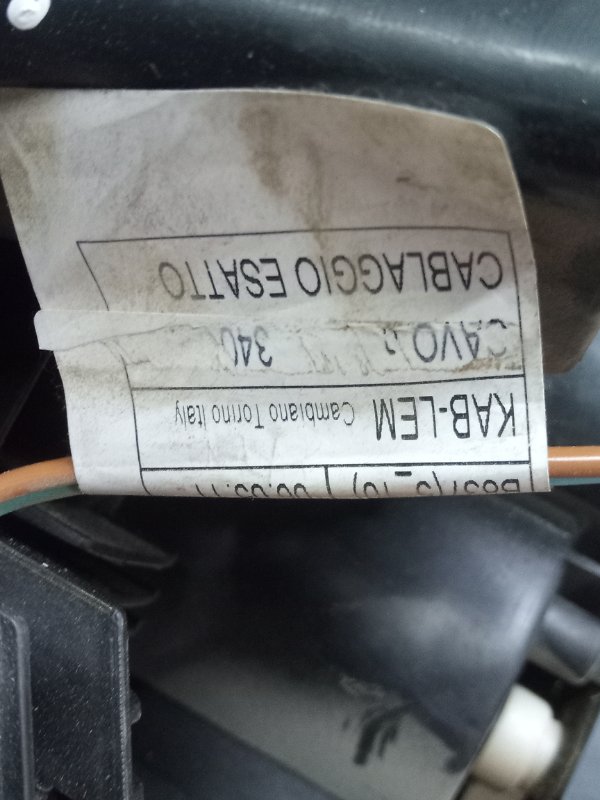 KAB-LEM Cambiano Torino Italy
CAVO 340
CABLAGGIO ESATTO